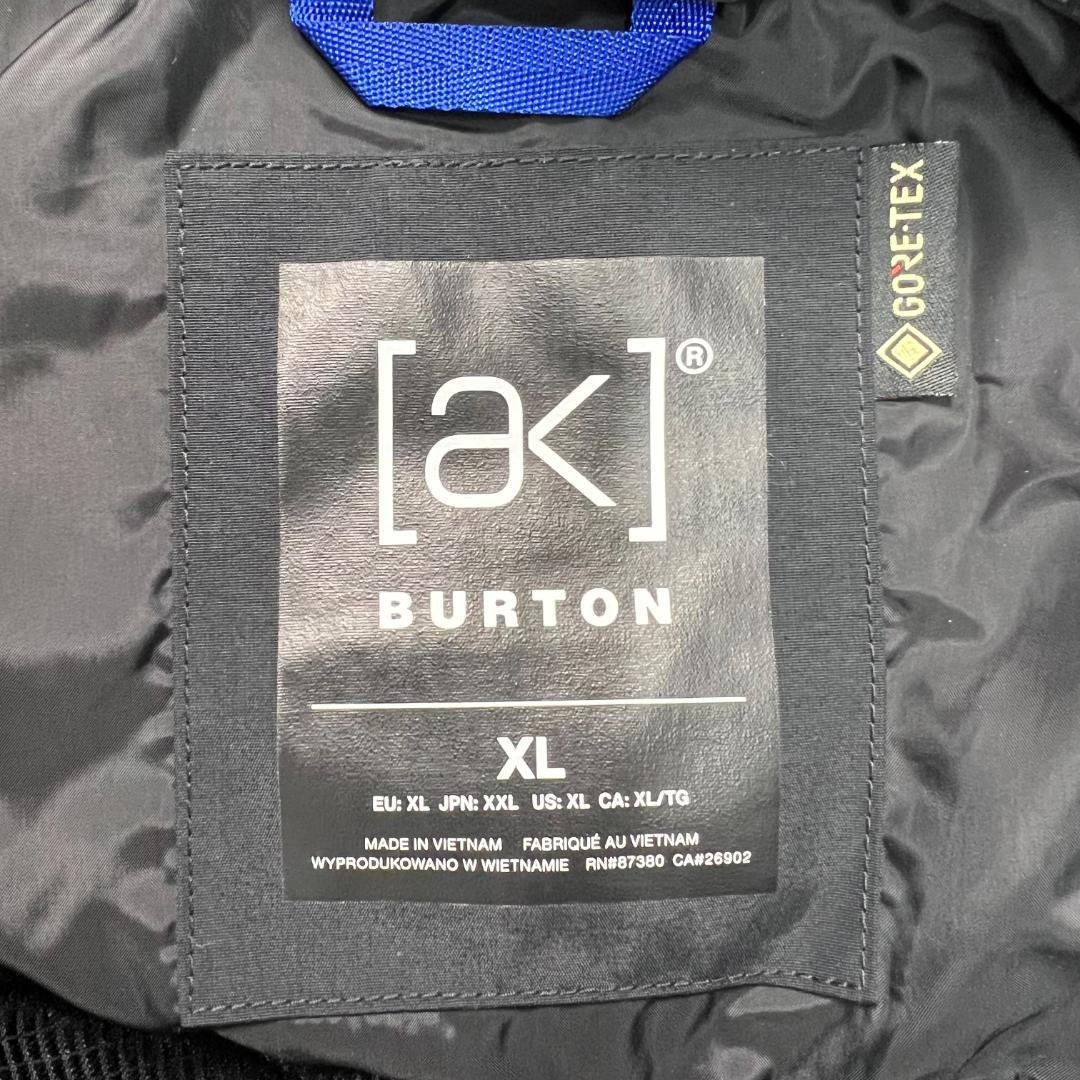 GORE-TEX
[ak]®
BURTON
XL
EU: XL JPN: XXL US: XL CA: XL/TG
MADE IN VIETNAM FABRIQUÉ AU VIETNAM
WYPRODUKOWANO W WIETNAMIE RN#87380 CA#26902